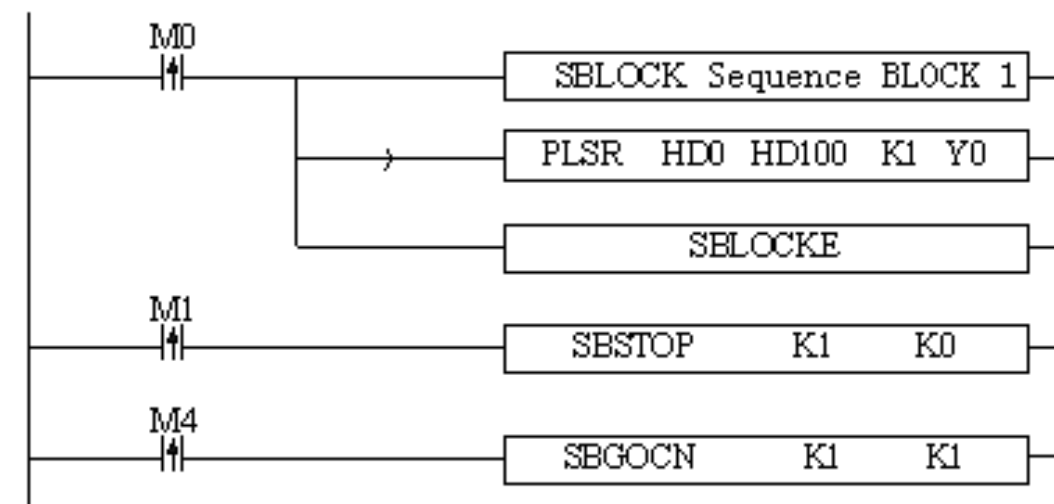 M0
SBLOCK Sequence BLOCK 1
PLSR HD0 HD100 K1 Y0
SBLOCKE
M1
SBSTOP K1 K0
M4
SBGOCN K1 K1